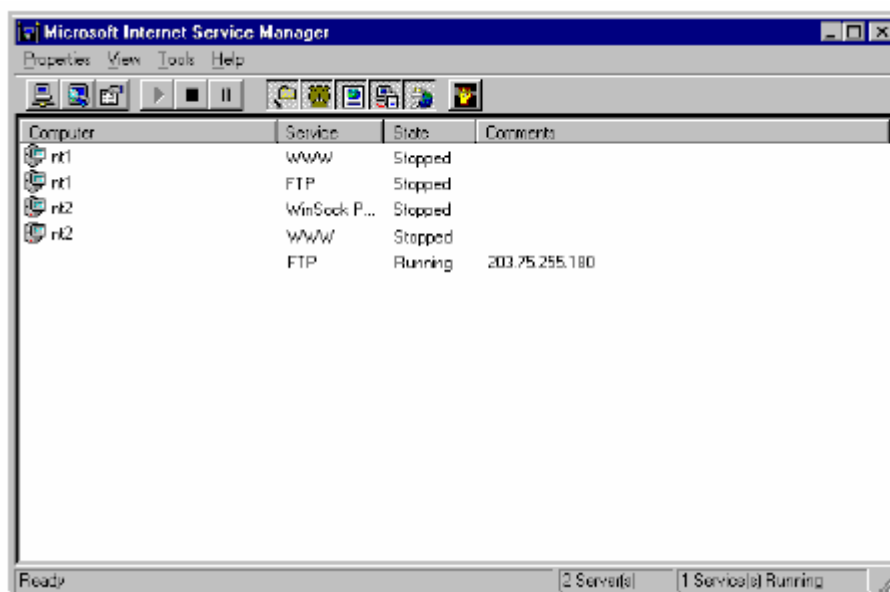 Microsoft Internet Service Manager
Properties View Tools Help
Computer Service State Comments
nt1 WWW Stopped
nt1 FTP Stopped
nt2 WinSock P... Stopped
nt2 WWW Stopped
FTP Running 203.75.255.180
Ready 2 Server(s) 1 Service(s) Running